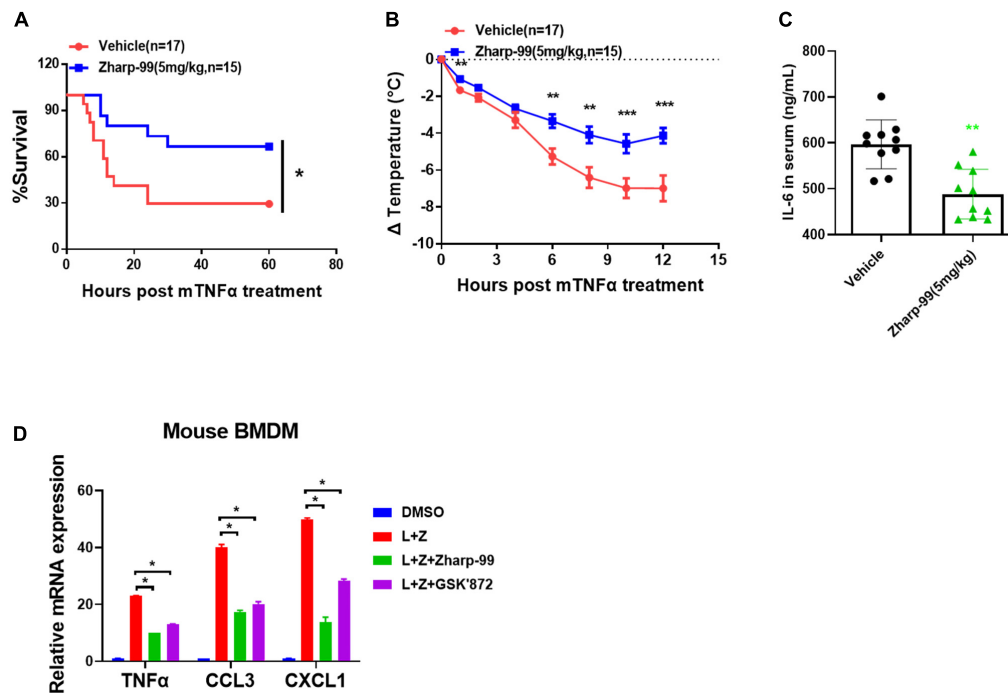 A
Vehicle(n=17)
Zharp-99(5mg/kg,n=15)
%Survival
120
90
60
30
0
0 20 40 60 80
*
Hours post mTNFα treatment
B
Vehicle(n=17)
Zharp-99(5mg/kg,n=15)
Δ Temperature (°C)
0
-2
-4
-6
-8
-10
** ** ** *** ***
0 3 6 9 12 15
Hours post mTNFα treatment
C
IL-6 in serum (ng/mL)
800
700
600
500
400
**
Vehicle
Zharp-99(5mg/kg)
D
Mouse BMDM
Relative mRNA expression
60
40
20
0
* *
* *
* *
TNFα CCL3 CXCL1
DMSO
L+Z
L+Z+Zharp-99
L+Z+GSK'872